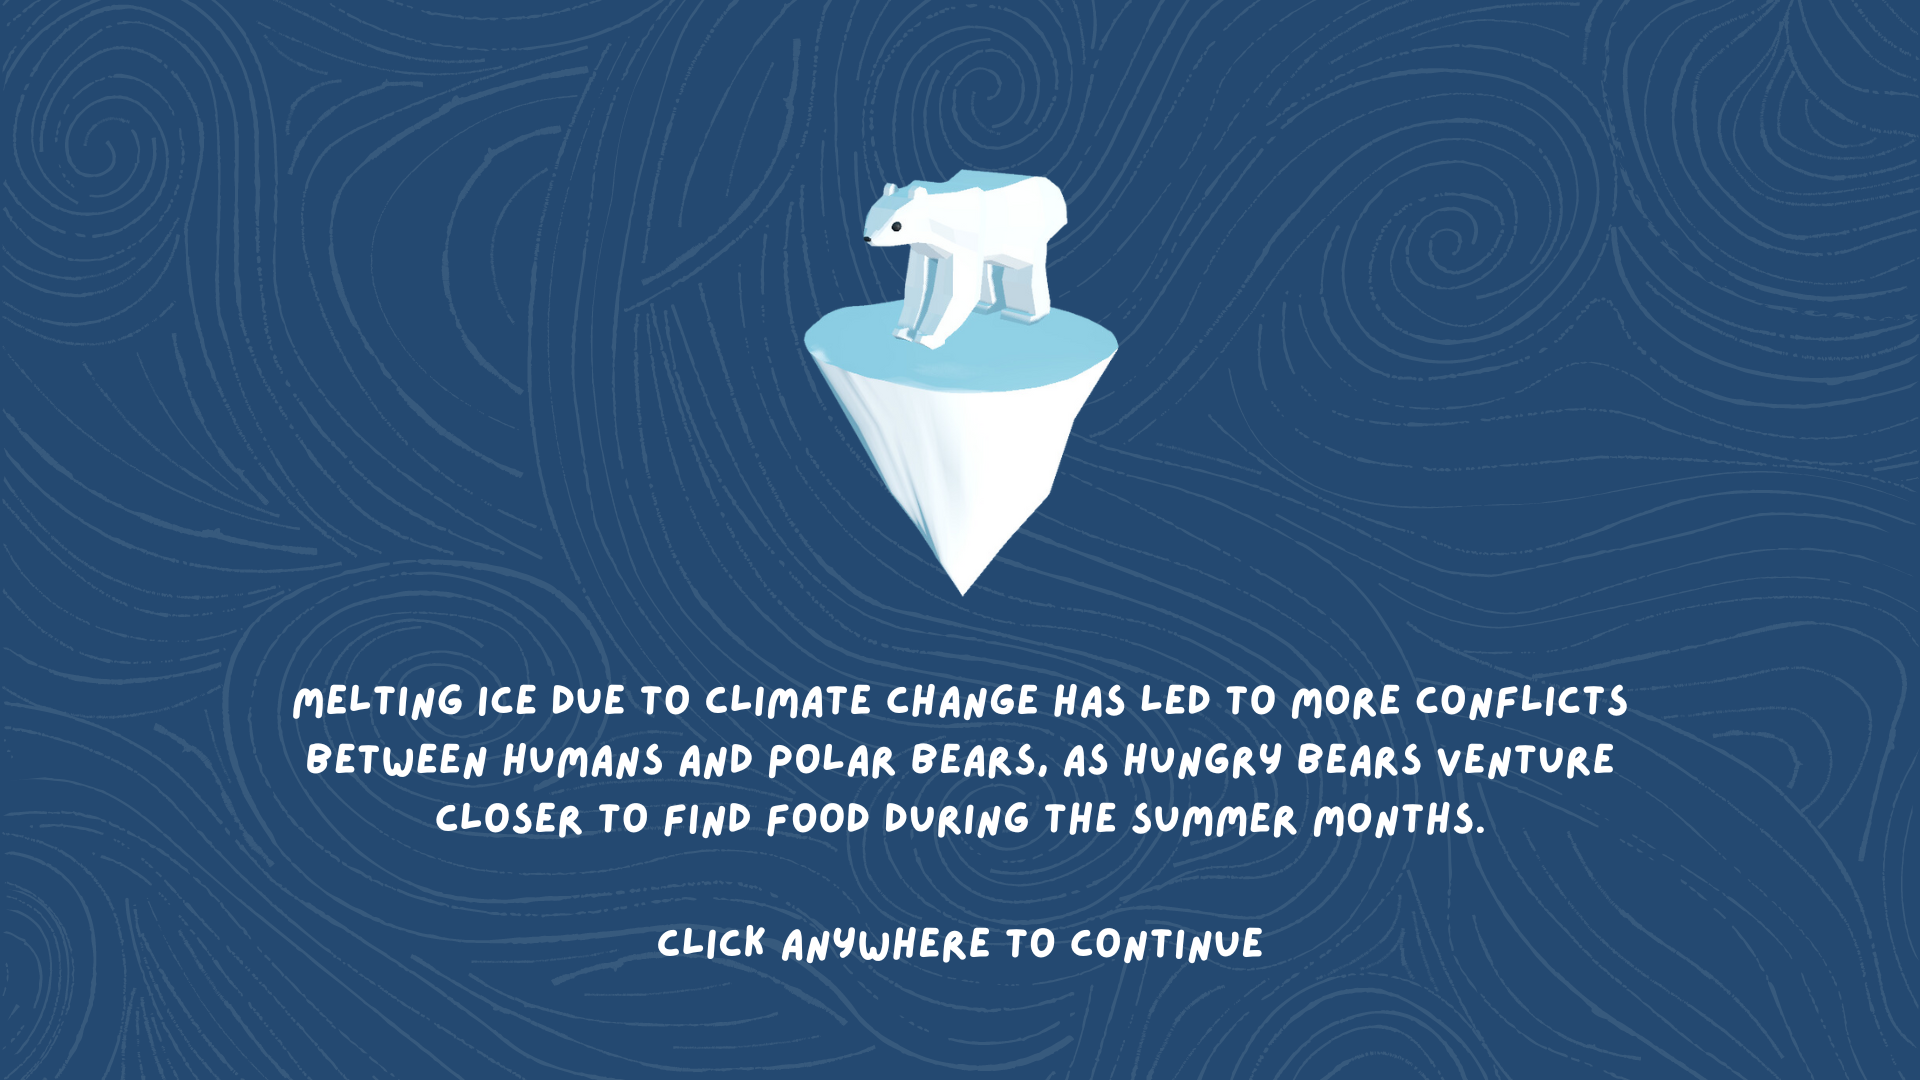 MELTING ICE DUE TO CLIMATE CHANGE HAS LED TO MORE CONFLICTS
BETWEEN HUMANS AND POLAR BEARS, AS HUNGRY BEARS VENTURE
CLOSER TO FIND FOOD DURING THE SUMMER MONTHS.
CLICK ANYWHERE TO CONTINUE